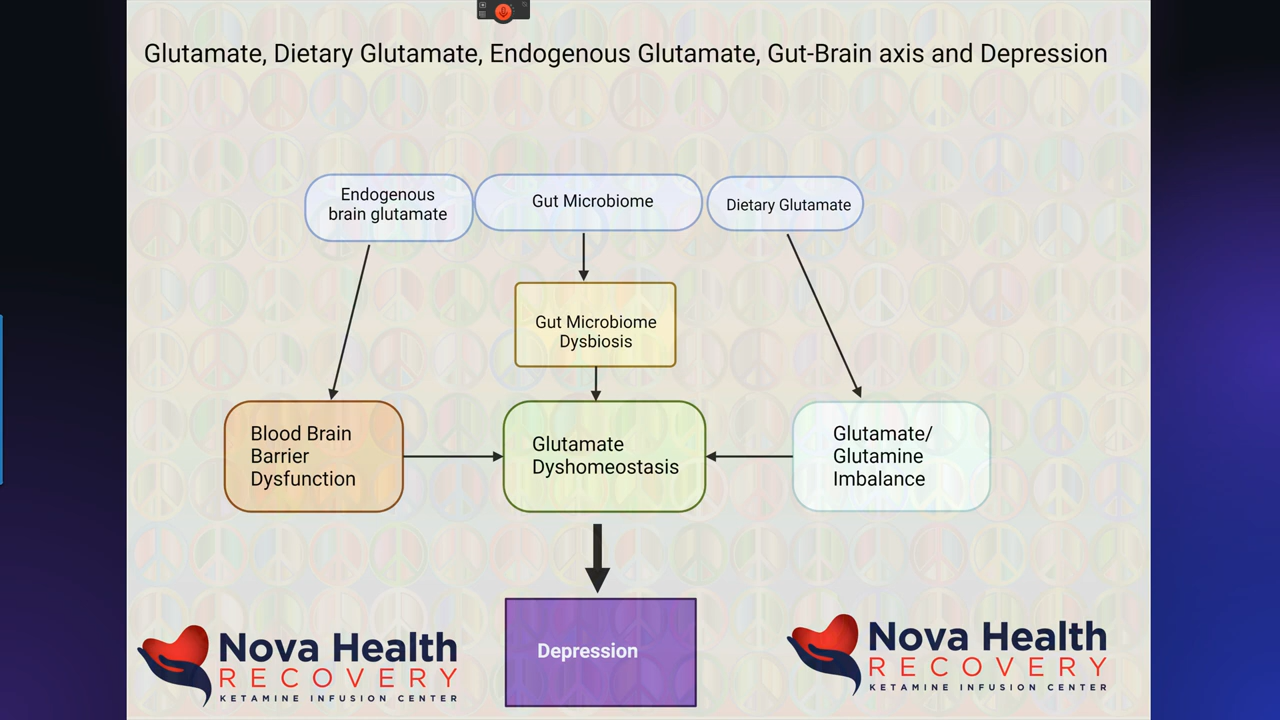 Glutamate, Dietary Glutamate, Endogenous Glutamate, Gut-Brain axis and Depression
Endogenous
brain glutamate
Gut Microbiome
Dietary Glutamate
Gut Microbiome
Dysbiosis
Blood Brain
Barrier
Dysfunction
Glutamate
Dyshomeostasis
Glutamate/
Glutamine
Imbalance
Depression
Nova Health
RECOVERY
KETAMINE INFUSION CENTER
Nova Health
RECOVERY
KETAMINE INFUSION CENTER